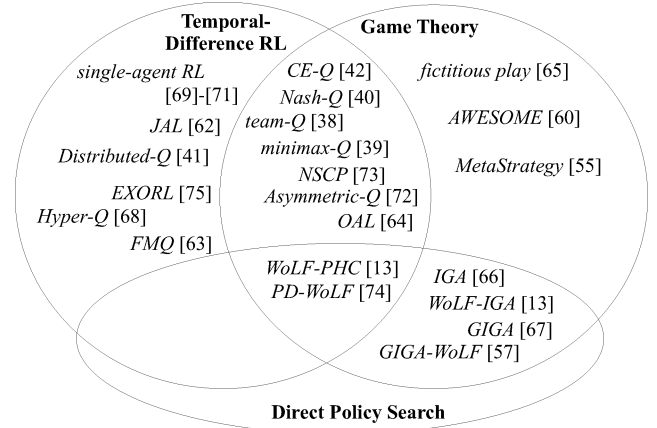 Temporal-
Difference RL
Game Theory
single-agent RL
[69]-[71]
JAL [62]
Distributed-Q [41]
EXORL [75]
Hyper-Q [68]
FMQ [63]
CE-Q [42]
Nash-Q [40]
team-Q [38]
minimax-Q [39]
NSCP [73]
Asymmetric-Q [72]
OAL [64]
fictitious play [65]
AWESOME [60]
MetaStrategy [55]
WoLF-PHC [13]
PD-WoLF [74]
IGA [66]
WoLF-IGA [13]
GIGA [67]
GIGA-WoLF [57]
Direct Policy Search